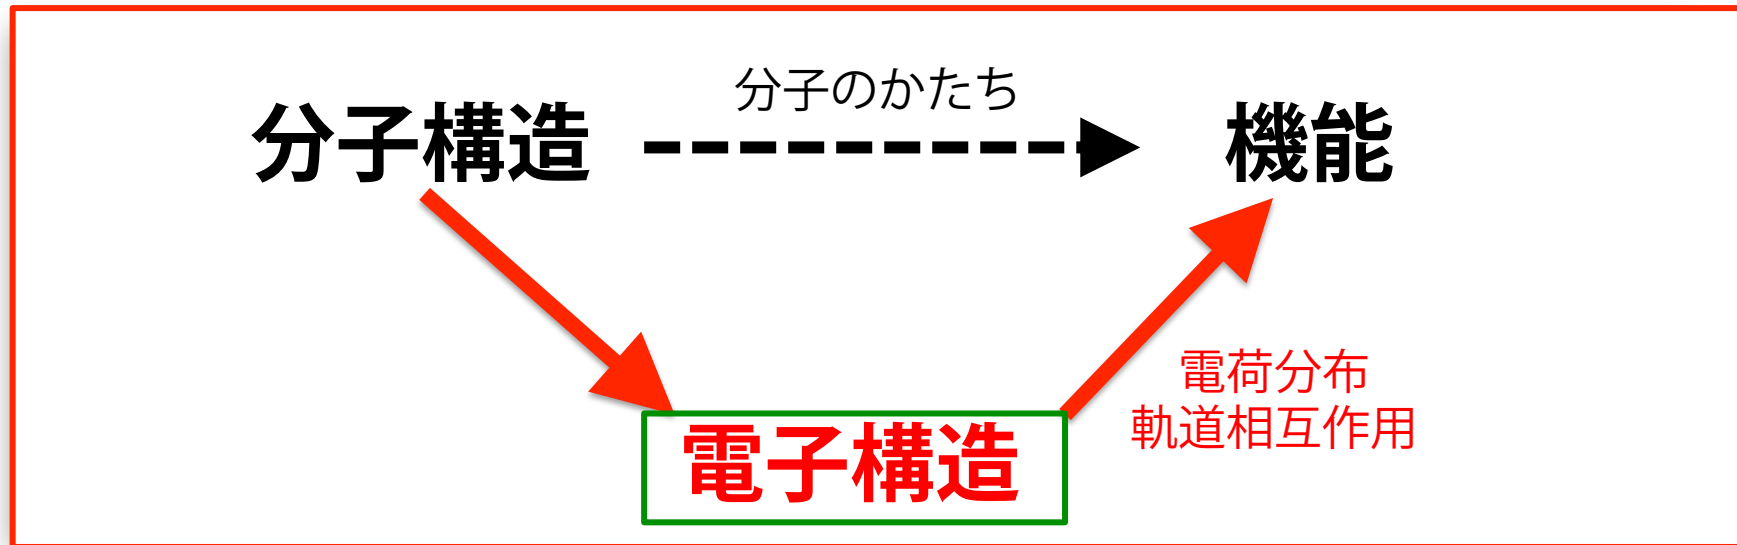 分子のかたち
分子構造
機能
電荷分布
軌道相互作用
電子構造